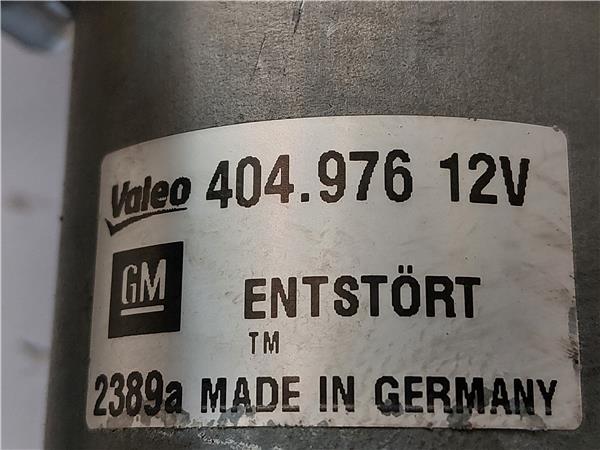 Valeo 404.976 12V
GM ENTSTÖRT
TM
2389a MADE IN GERMANY